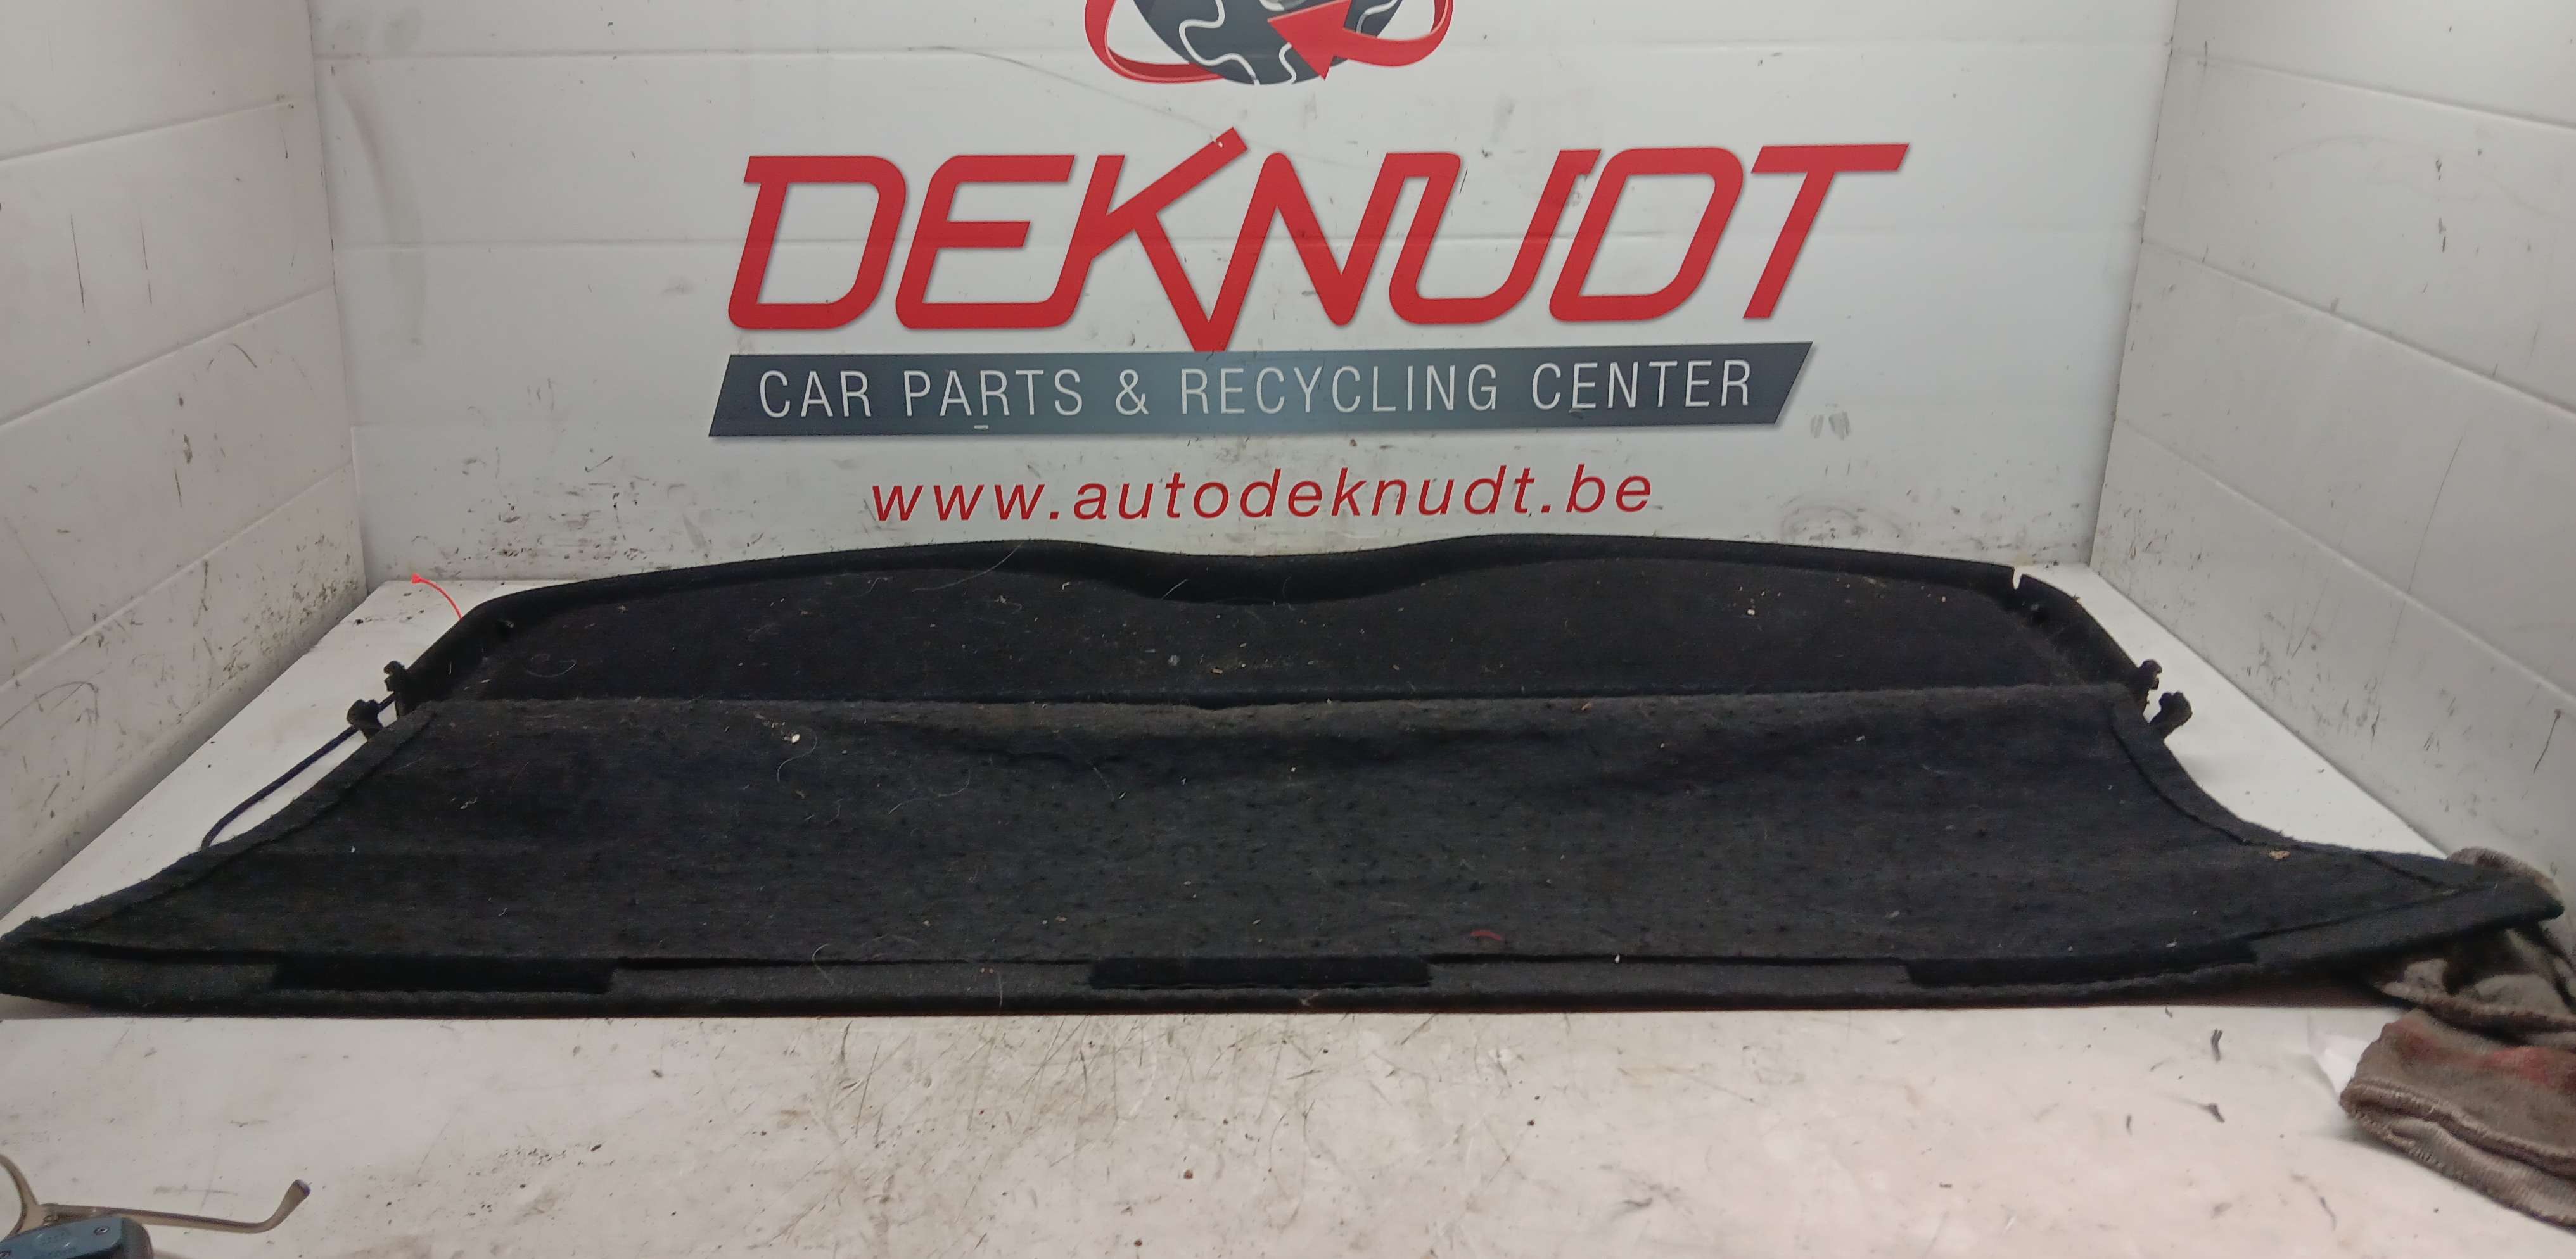 DEKNUDT
CAR PARTS & RECYCLING CENTER
www.autodeknudt.be